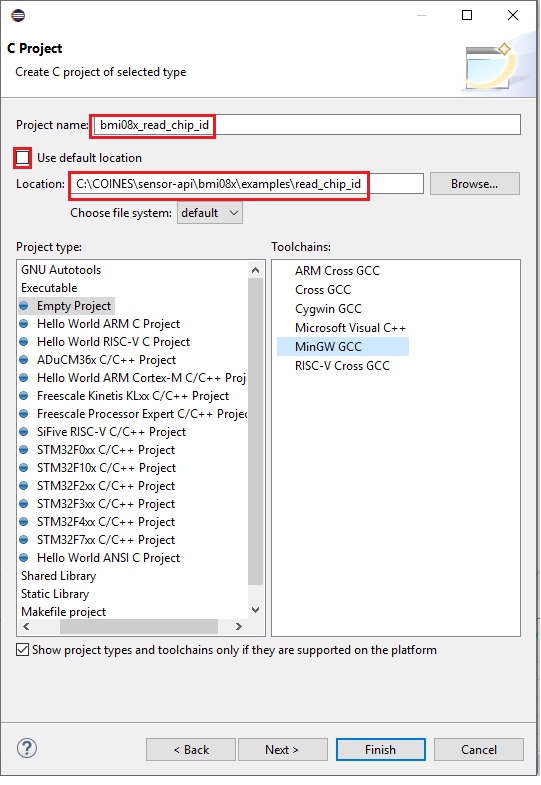 C Project
Create C project of selected type
Project name: bmi08x_read_chip_id
Use default location
Location: C:\COINES\sensor-api\bmi08x\examples\read_chip_id Browse...
Choose file system: default
Project type:
GNU Autotools
Executable
Empty Project
Hello World ARM C Project
Hello World RISC-V C Project
ADuCM36x C/C++ Project
Hello World ARM Cortex-M C/C++ Proj
Freescale Kinetis KLxx C/C++ Project
Freescale Processor Expert C/C++ Project
SiFive RISC-V C/C++ Project
STM32F0xx C/C++ Project
STM32F10x C/C++ Project
STM32F2xx C/C++ Project
STM32F3xx C/C++ Project
STM32F4xx C/C++ Project
STM32F7xx C/C++ Project
Hello World ANSI C Project
Shared Library
Static Library
Makefile project
Toolchains:
ARM Cross GCC
Cross GCC
Cygwin GCC
Microsoft Visual C++
MinGW GCC
RISC-V Cross GCC
Show project types and toolchains only if they are supported on the platform
? < Back Next > Finish Cancel